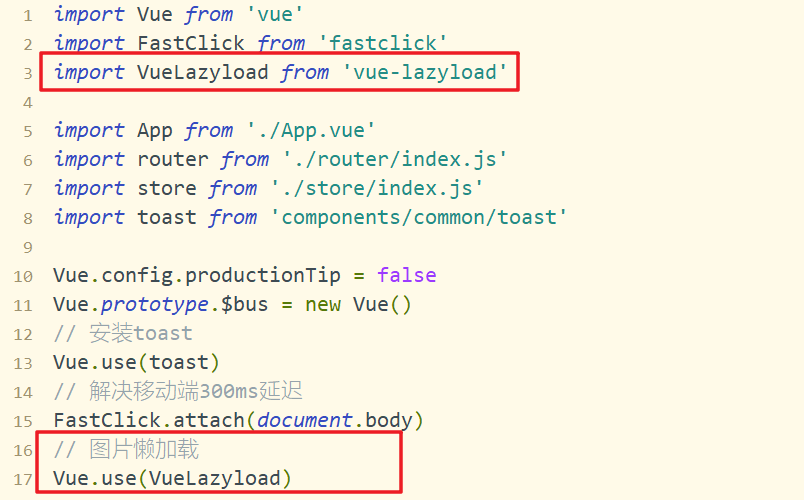 1 import Vue from 'vue'
2 import FastClick from 'fastclick'
3 import VueLazyload from 'vue-lazyload'
4
5 import App from './App.vue'
6 import router from './router/index.js'
7 import store from './store/index.js'
8 import toast from 'components/common/toast'
9
10 Vue.config.productionTip = false
11 Vue.prototype.$bus = new Vue()
12 // 安装toast
13 Vue.use(toast)
14 // 解决移动端300ms延迟
15 FastClick.attach(document.body)
16 // 图片懒加载
17 Vue.use(VueLazyload)